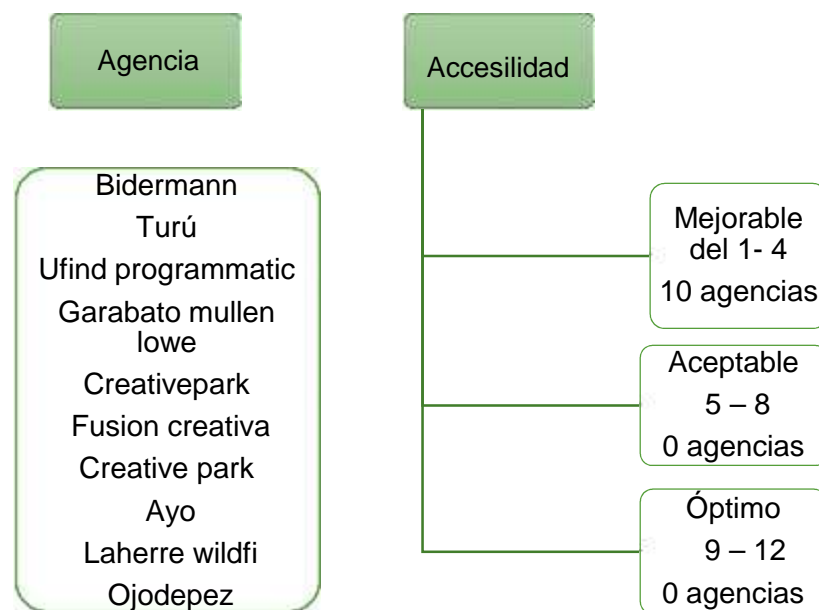 Agencia
Accesilidad
Bidermann
Turú
Ufind programmatic
Garabato mullen
lowe
Creativepark
Fusion creativa
Creative park
Ayo
Laherre wildfi
Ojodepez
Mejorable
del 1- 4
10 agencias
Aceptable
5 – 8
0 agencias
Óptimo
9 – 12
0 agencias